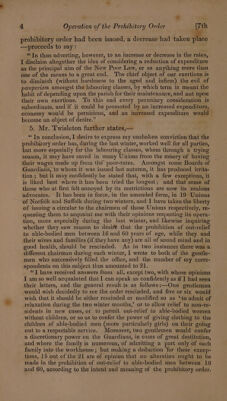 4 Operation of the Prohibitory Order [7th
prohibitory order had been issued, a decrease had taken place
—proceeds to say:
“In thus adverting, however, to an increase or decrease in the rates,
I disclaim altogether the idea of considering a reduction of expenditure
as the principal aim of the New Poor Law, or as anything more than
one of the means to a great end. The chief object of our exertions is
to diminish (without harshness to the aged and infirm) the evil of
pauperism amongst the labouring classes, by which term is meant the
habit of depending upon the parish for their maintenance, and not upon
their own exertions. To this end every pecuniary consideration is
subordinate, and if it could be promoted by an increased expenditure,
economy would be pernicious, and an increased expenditure would
become an object of desire.”
5. Mr. Twisleton further states,—
“In conclusion, I desire to express my unshaken conviction that the
prohibitory order has, during the last winter, worked well for all parties,
but more especially for the labouring classes, whom through a trying
season, it may have saved in many Unions from the misery of having
their wages made up from the poor-rates. Amongst some Boards of
Guardians, to whom it was issued last autumn, it has produced irrita-
tion; but it may confidently be stated that, with a few exceptions, it
is liked best where it has been tried the longest; and that many of
those who at first felt annoyed by its restrictions are now its zealous
advocates. It has been in force, in the amended form, in 19 Unions
of Norfolk and Suffolk during two winters, and I have taken the liberty
of issuing a circular to the chairmen of those Unions respectively, re-
questing them to acquaint me with their opinions respecting its opera-
tion, more especially during the last winter, and likewise inquiring
whether they saw reason to desire that the prohibition of out-relief
to able-bodied men between 16 and 60 years of age, while they and
their wives and families (if they have any) are all of sound mind and in
good health, should be rescinded. As in two instances there was a
different chairman during each winter, I wrote to both of the gentle-
men who successively filled the office, and the number of my corre-
spondents on this subject thus amounted to 21.
“I have received answers from all, except two, with whose opinions
I am so well acquainted that I can speak as confidently as if I had seen
their letters, and the general result is as follows:—One gentleman
would wish decidedly to see the order rescinded, and five or six would
wish that it should be either rescinded or modified so as ‘to admit of
relaxation during the two winter months,’ or to allow relief to non-re-
sidents in new cases, or to permit out-relief to able-bodied women
without children, or so as to confer the power of giving clothing to the
children of able-bodied men (more particularly girls) on their going
out to a respectable service. Moreover, two gentlemen would confer
a discretionary power on the Guardians, in cases of great destitution,
and where the family is numerous, of admitting a part only of such
family into the workhouse; but making a deduction for these excep-
tions, 15 out of the 21 are of opinion that no alteration ought to be
made in the prohibition of out-relief to able-bodied men between 16
and 60, according to the intent and meaning of the prohibitory order.